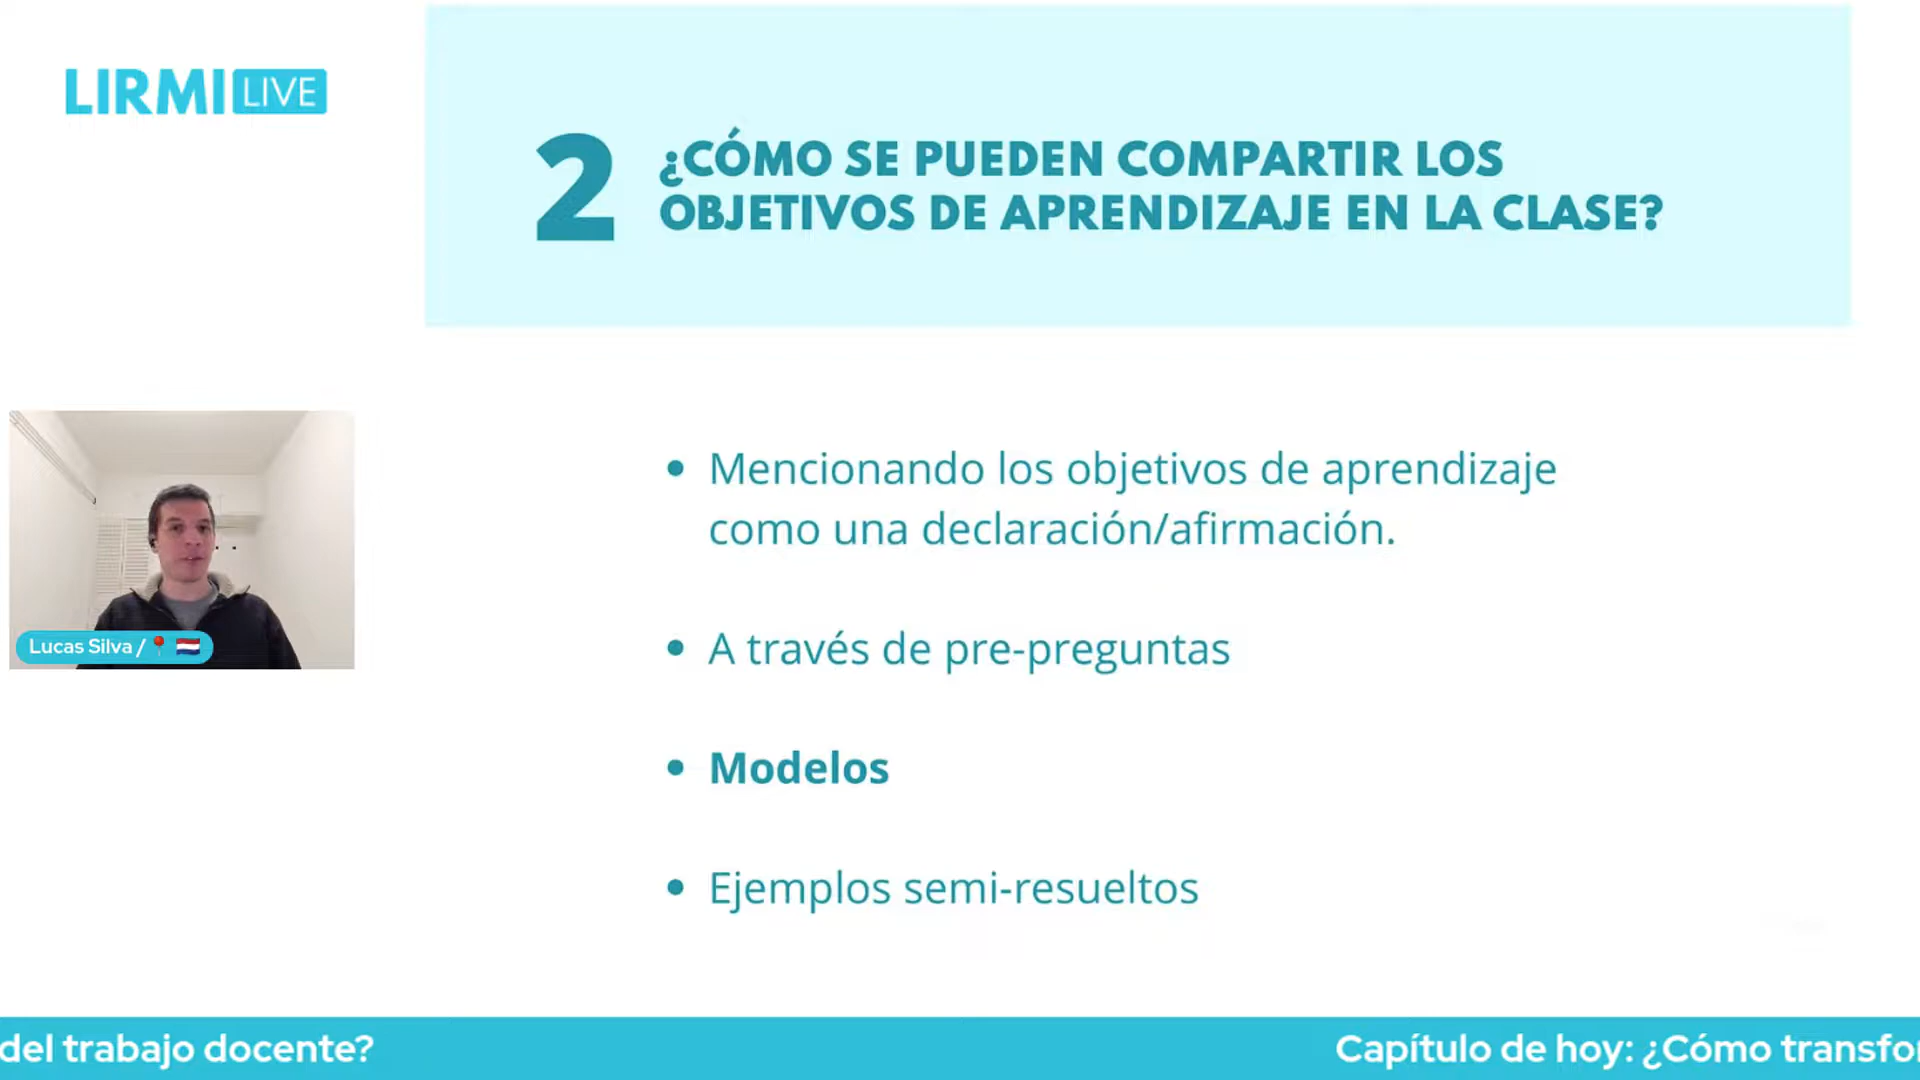 LIRMI LIVE
2
¿CÓMO SE PUEDEN COMPARTIR LOS
OBJETIVOS DE APRENDIZAJE EN LA CLASE?
• Mencionando los objetivos de aprendizaje
como una declaración/afirmación.
• A través de pre-preguntas
• Modelos
• Ejemplos semi-resueltos
Lucas Silva /📍 🇳🇱
del trabajo docente?
Capítulo de hoy: ¿Cómo transfo